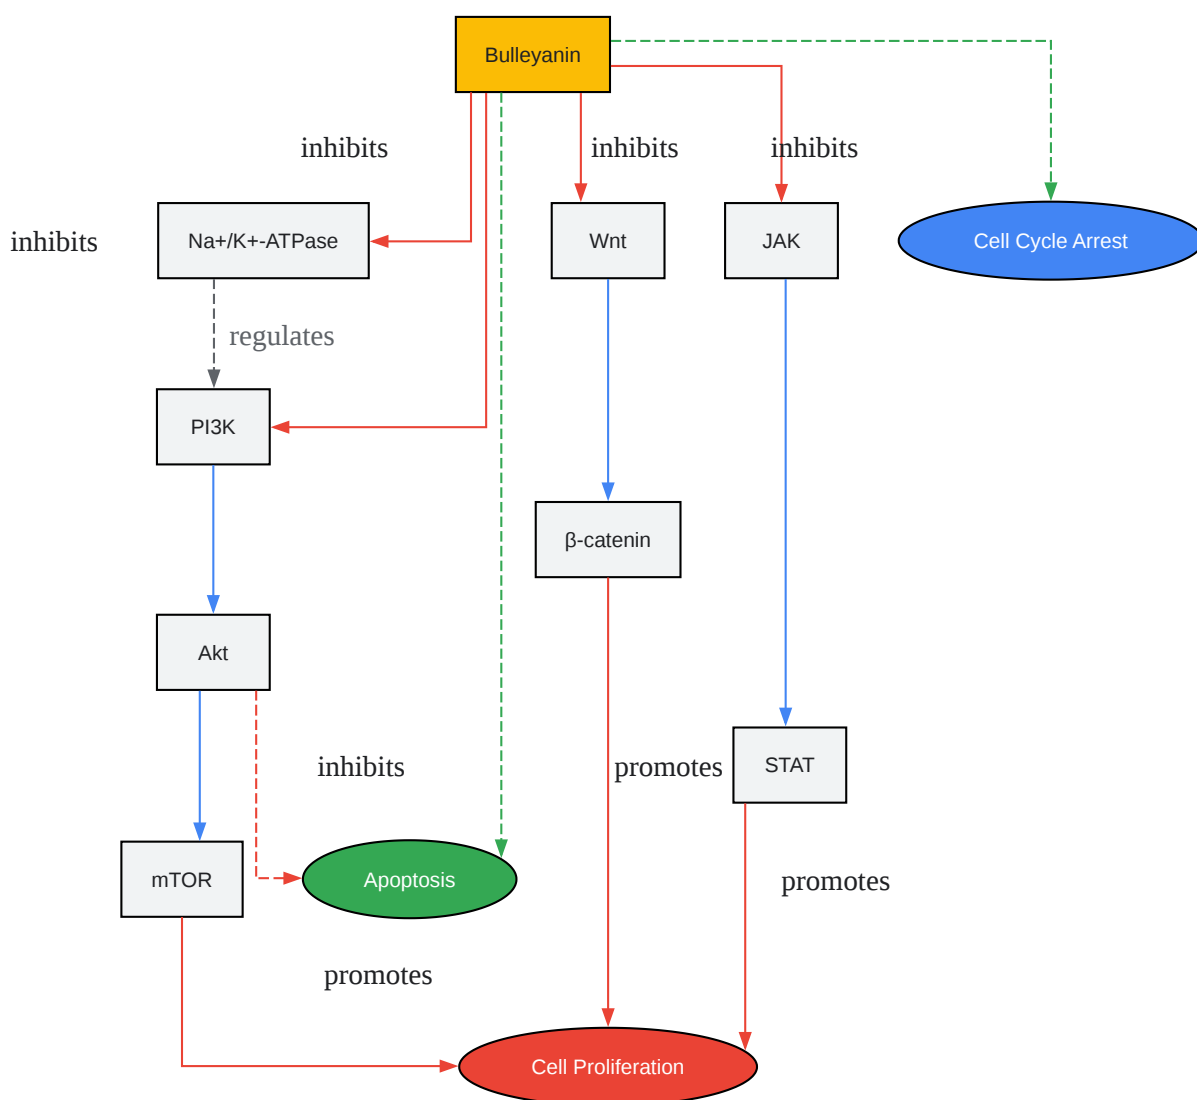 Bulleyanin
inhibits
inhibits
inhibits
inhibits
Na+/K+-ATPase
Wnt
JAK
Cell Cycle Arrest
regulates
PI3K
β-catenin
Akt
inhibits
promotes
STAT
mTOR
Apoptosis
promotes
promotes
Cell Proliferation